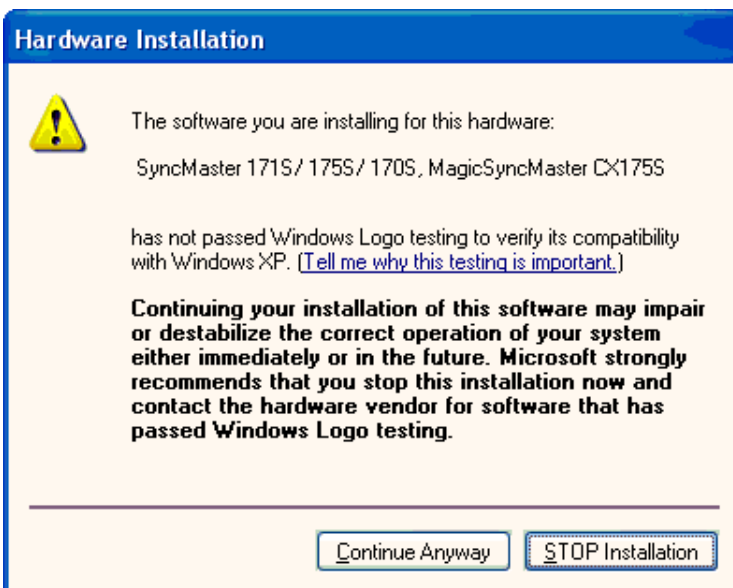 Hardware Installation
The software you are installing for this hardware:
SyncMaster 171S/ 175S/ 170S, MagicSyncMaster CX175S
has not passed Windows Logo testing to verify its compatibility
with Windows XP. (Tell me why this testing is important.)
Continuing your installation of this software may impair
or destabilize the correct operation of your system
either immediately or in the future. Microsoft strongly
recommends that you stop this installation now and
contact the hardware vendor for software that has
passed Windows Logo testing.
Continue Anyway
STOP Installation